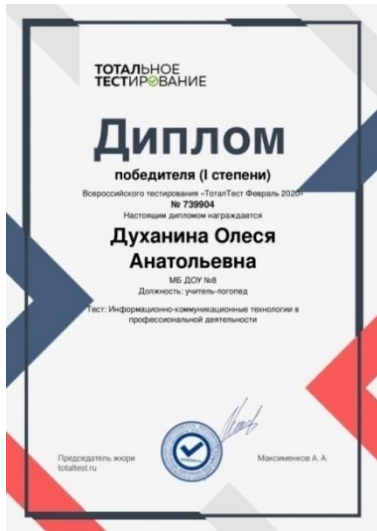 ТОТАЛЬНОЕ
ТЕСТИРОВАНИЕ
Диплом
победителя (I степени)
Всероссийского тестирования «ТоталТест Февраль 2020»
№ 739904
Настоящим дипломом награждается
Духанина Олеся
Анатольевна
МБ ДОУ №8
Должность: учитель-логопед
Тест: Информационно-коммуникационные технологии в
профессиональной деятельности
Председатель жюри
totaltest.ru
Максименков А. А.